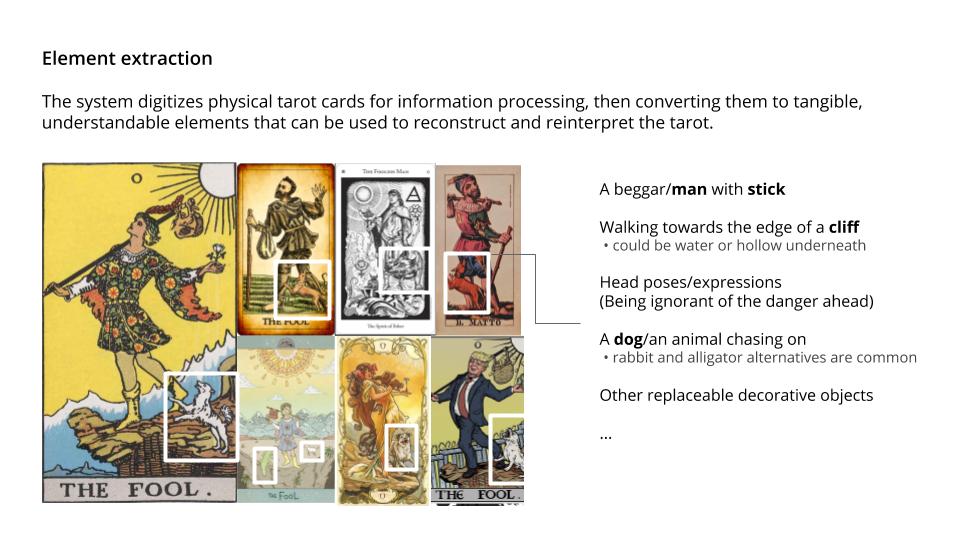 Element extraction
The system digitizes physical tarot cards for information processing, then converting them to tangible,
understandable elements that can be used to reconstruct and reinterpret the tarot.
0
THE FOOL.
THE FOOL
The Foolish Man
The Spirit of Ether
IL MATTO
THE FOOL
0
0
THE FOOL.
A beggar/man with stick
Walking towards the edge of a cliff
• could be water or hollow underneath
Head poses/expressions
(Being ignorant of the danger ahead)
A dog/an animal chasing on
• rabbit and alligator alternatives are common
Other replaceable decorative objects
...